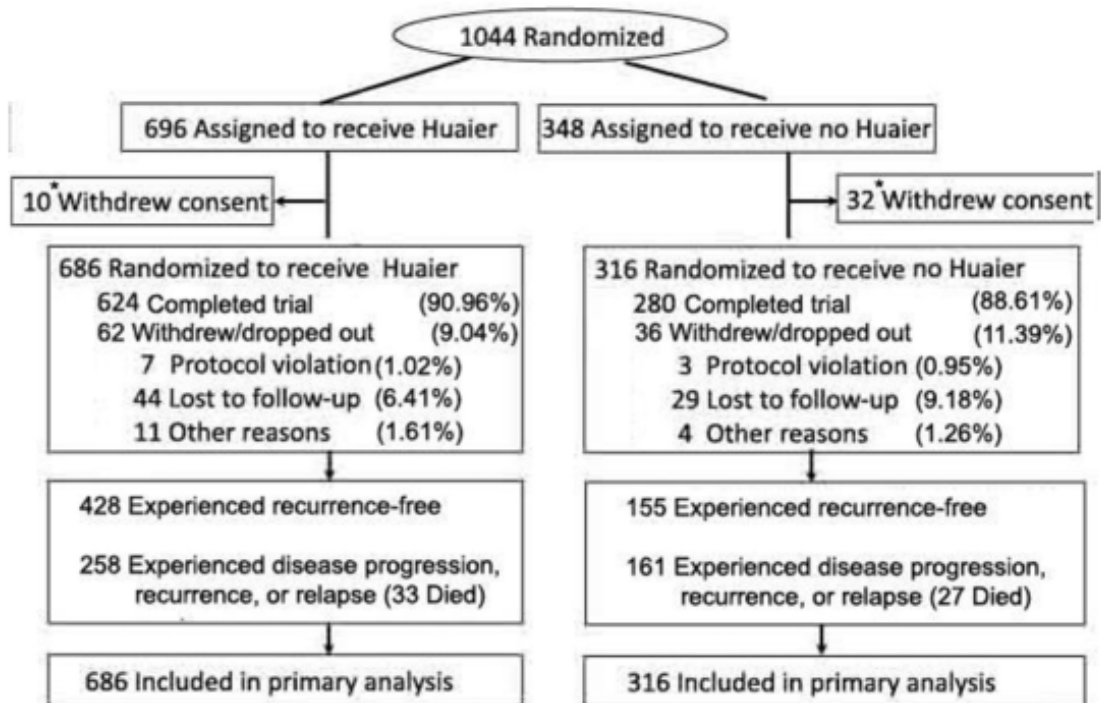 1044 Randomized
696 Assigned to receive Huaier
348 Assigned to receive no Huaier
10*Withdrew consent
32*Withdrew consent
686 Randomized to receive Huaier
624 Completed trial (90.96%)
62 Withdrew/dropped out (9.04%)
7 Protocol violation (1.02%)
44 Lost to follow-up (6.41%)
11 Other reasons (1.61%)
316 Randomized to receive no Huaier
280 Completed trial (88.61%)
36 Withdrew/dropped out (11.39%)
3 Protocol violation (0.95%)
29 Lost to follow-up (9.18%)
4 Other reasons (1.26%)
428 Experienced recurrence-free
258 Experienced disease progression,
recurrence, or relapse (33 Died)
155 Experienced recurrence-free
161 Experienced disease progression,
recurrence, or relapse (27 Died)
686 Included in primary analysis
316 Included in primary analysis